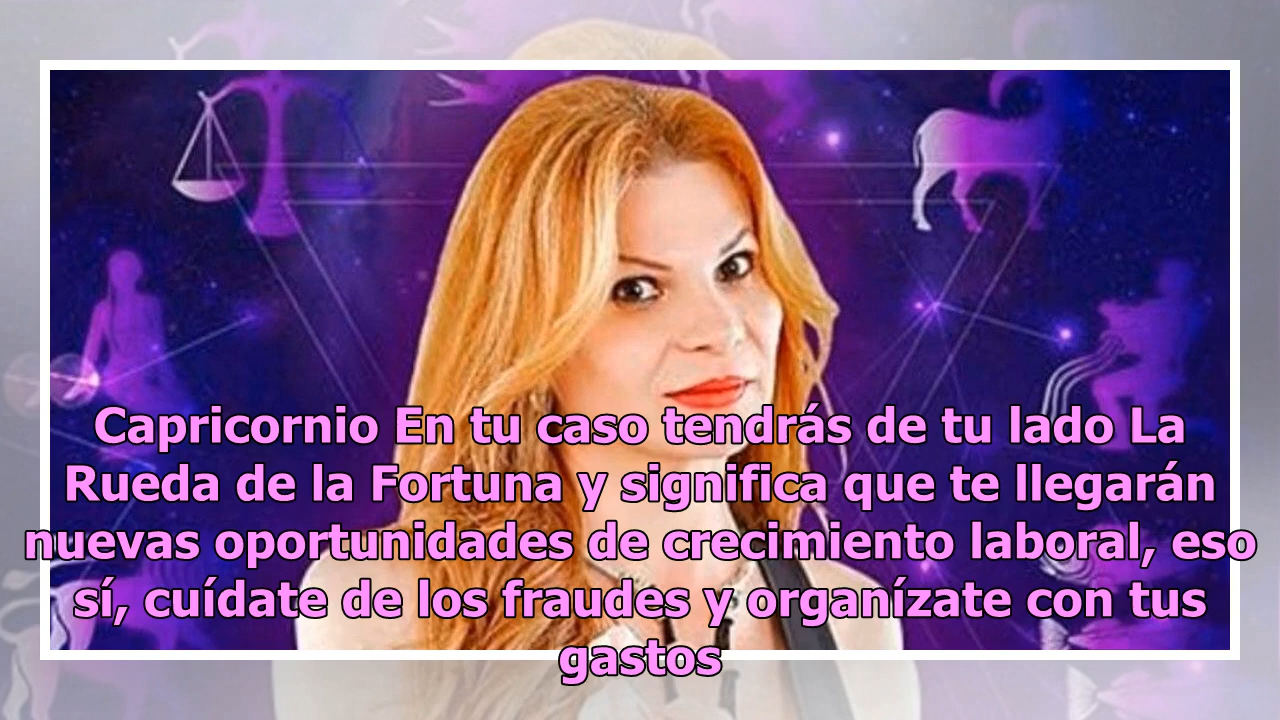 Capricornio En tu caso tendrás de tu lado La
Rueda de la Fortuna y significa que te llegarán
nuevas oportunidades de crecimiento laboral, eso
sí, cuídate de los fraudes y organízate con tus
gastos